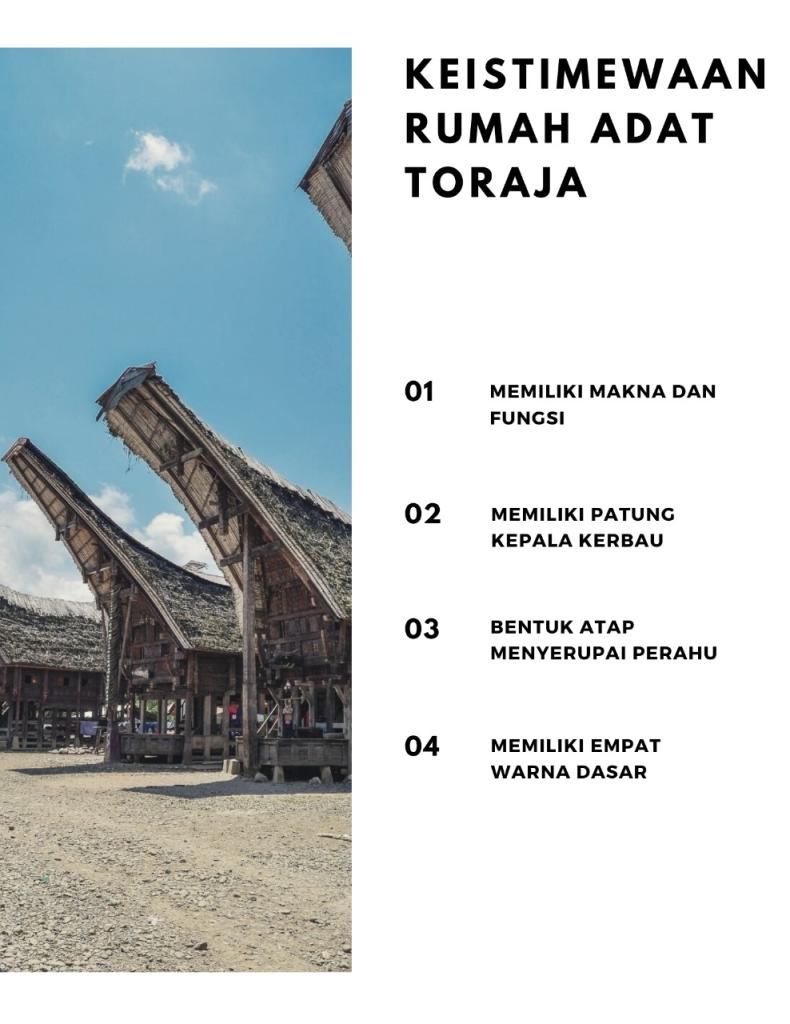 KEISTIMEWAAN
RUMAH ADAT
TORAJA
01
MEMILIKI MAKNA DAN
FUNGSI
02
MEMILIKI PATUNG
KEPALA KERBAU
03
BENTUK ATAP
MENYERUPAI PERAHU
04
MEMILIKI EMPAT
WARNA DASAR